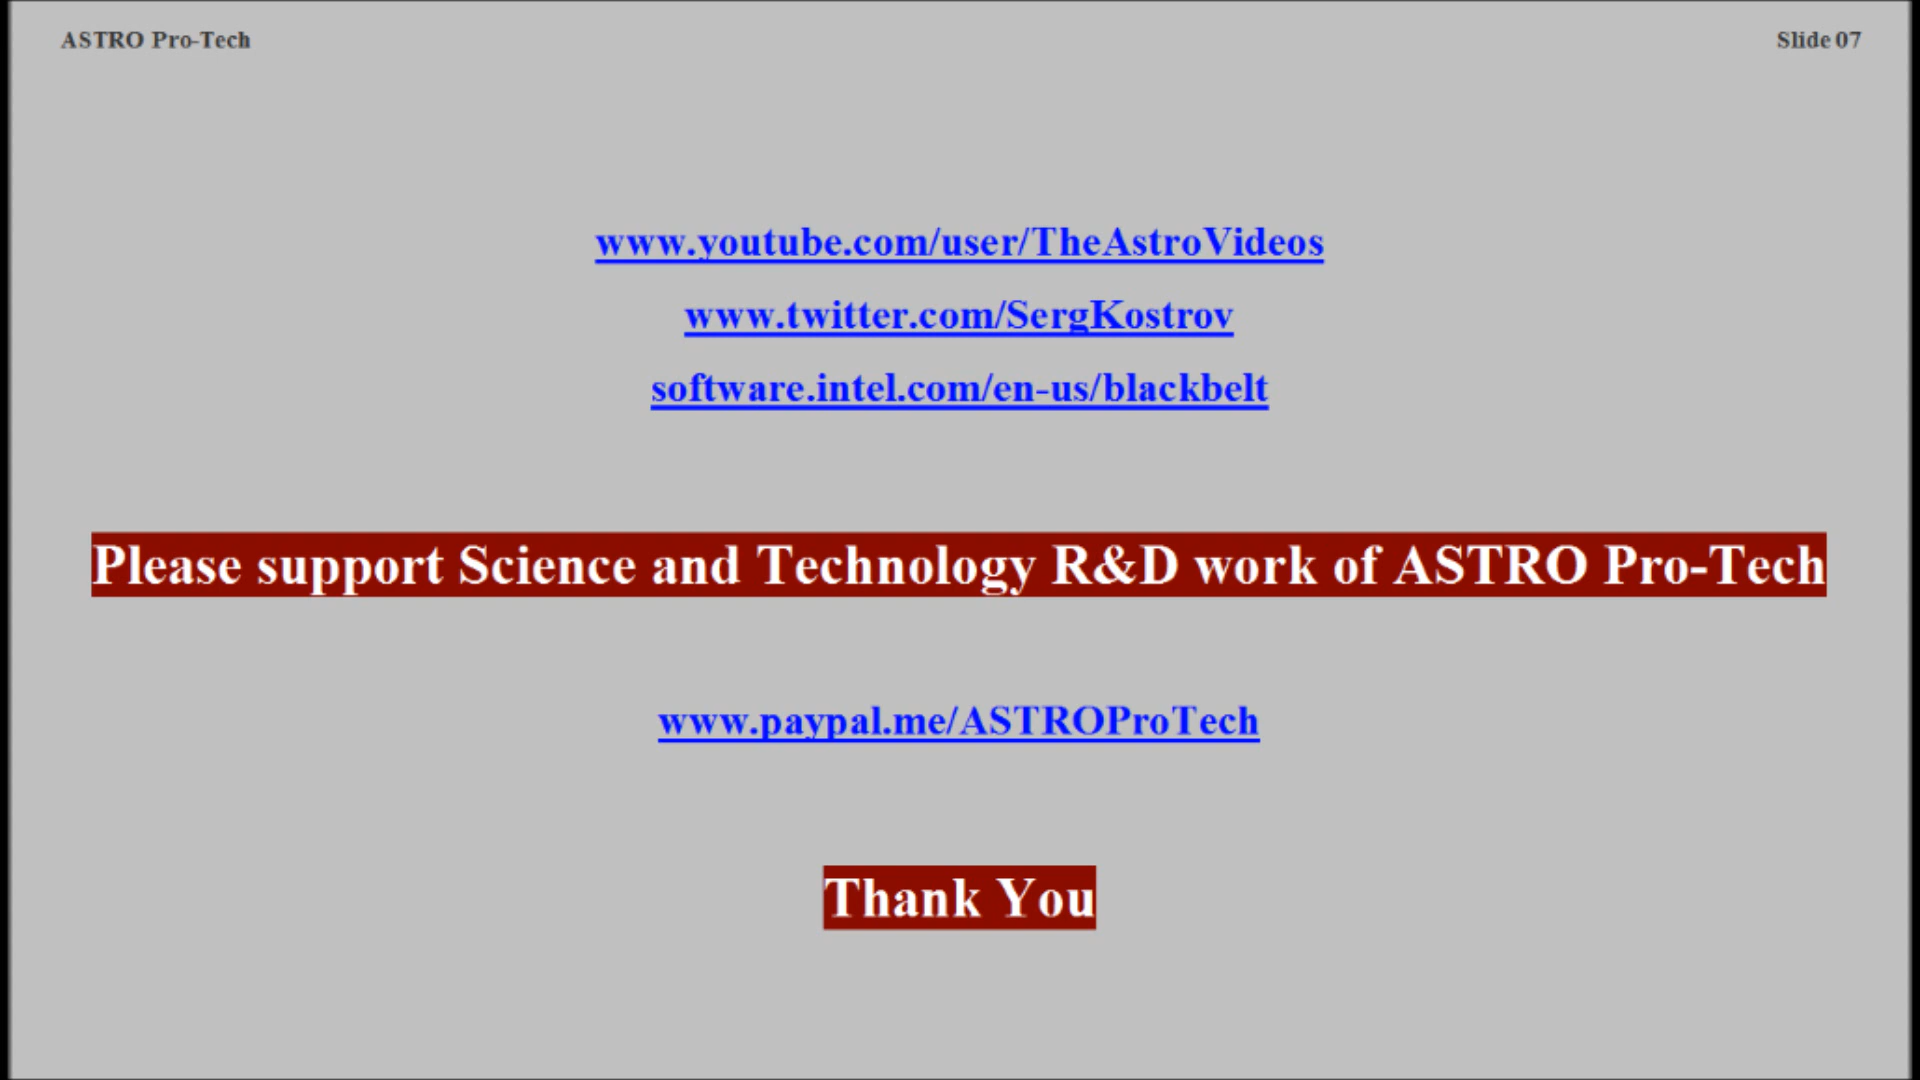 ASTRO Pro-Tech
Slide 07
www.youtube.com/user/TheAstroVideos
www.twitter.com/SergKostrov
software.intel.com/en-us/blackbelt
Please support Science and Technology R&D work of ASTRO Pro-Tech
www.paypal.me/ASTROProTech
Thank You